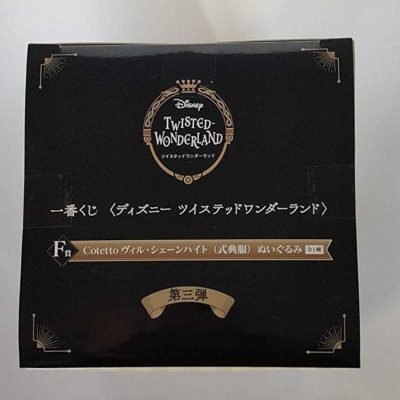 Disney
TWISTED-
WONDERLAND
ツイステッドワンダーランド
一番くじ 〈ディズニー ツイステッドワンダーランド〉
F賞 Cotetto ヴィル・シェーンハイト（式典服）ぬいぐるみ 全1種
第三弾